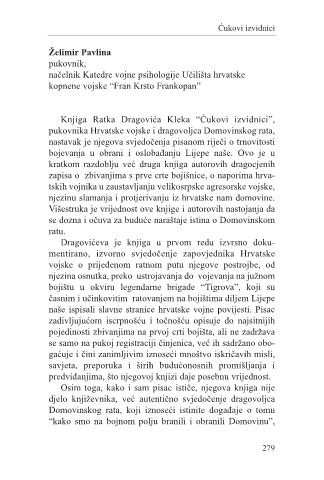 Ćukovi izvidnici
Želimir Pavlina
pukovnik,
načelnik Katedre vojne psihologije Učilišta hrvatske
kopnene vojske “Fran Krsto Frankopan”
Knjiga Ratka Dragovića Kleka “Ćukovi izvidnici”,
pukovnika Hrvatske vojske i dragovoljca Domovinskog rata,
nastavak je njegova svjedočenja pisanom riječi o trnovitosti
bojevanja u obrani i oslobađanju Lijepe naše. Ovo je u
kratkom razdoblju već druga knjiga autorovih dragocjenih
zapisa o zbivanjima s prve crte bojišnice, o naporima hrva-
tskih vojnika u zaustavljanju velikosrpske agresorske vojske,
njezinu slamanju i protjerivanju iz hrvatske nam domovine.
Višestruka je vrijednost ove knjige i autorovih nastojanja da
se dozna i očuva za buduće naraštaje istina o Domovinskom
ratu.
Dragovićeva je knjiga u prvom redu izvrsno doku-
mentirano, izvorno svjedočenje zapovjednika Hrvatske
vojske o prijeđenom ratnom putu njegove postrojbe, od
njezina osnutka, preko ustrojavanja do vojevanja na južnom
bojištu u okviru legendarne brigade “Tigrova”, koji su
časnim i učinkovitim ratovanjem na bojištima diljem Lijepe
naše ispisali slavne stranice hrvatske vojne povijesti. Pisac
zadivljujućom iscrpnošću i točnošću opisuje do najsitnijih
pojedinosti zbivanjima na prvoj crti bojišta, ali ne zadržava
se samo na pukoj registraciji činjenica, već ih sadržano obo-
gaćuje i čini zanimljivim iznoseći mnoštvo iskričavih misli,
savjeta, preporuka i širih budućonosnih promišljanja i
predviđanjima, što njegovoj knjizi daje posebnu vrijednost.
Osim toga, kako i sam pisac ističe, njegova knjiga nije
djelo književnika, već autentično svjedočenje dragovoljca
Domovinskog rata, koji iznoseći istinite događaje o tomu
“kako smo na bojnom polju branili i obranili Domovinu”,
279